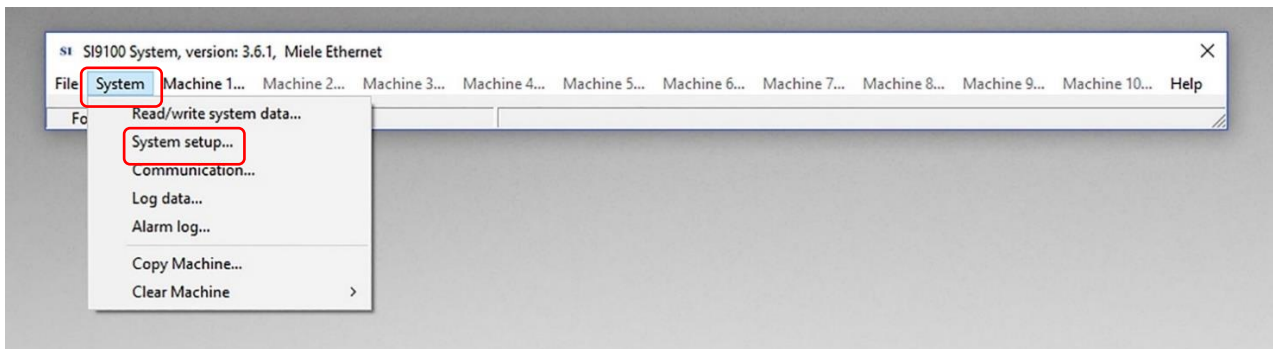 SI SI9100 System, version: 3.6.1, Miele Ethernet
File System Machine 1... Machine 2... Machine 3... Machine 4... Machine 5... Machine 6... Machine 7... Machine 8... Machine 9... Machine 10... Help
Fo
Read/write system data...
System setup...
Communication...
Log data...
Alarm log...
Copy Machine...
Clear Machine